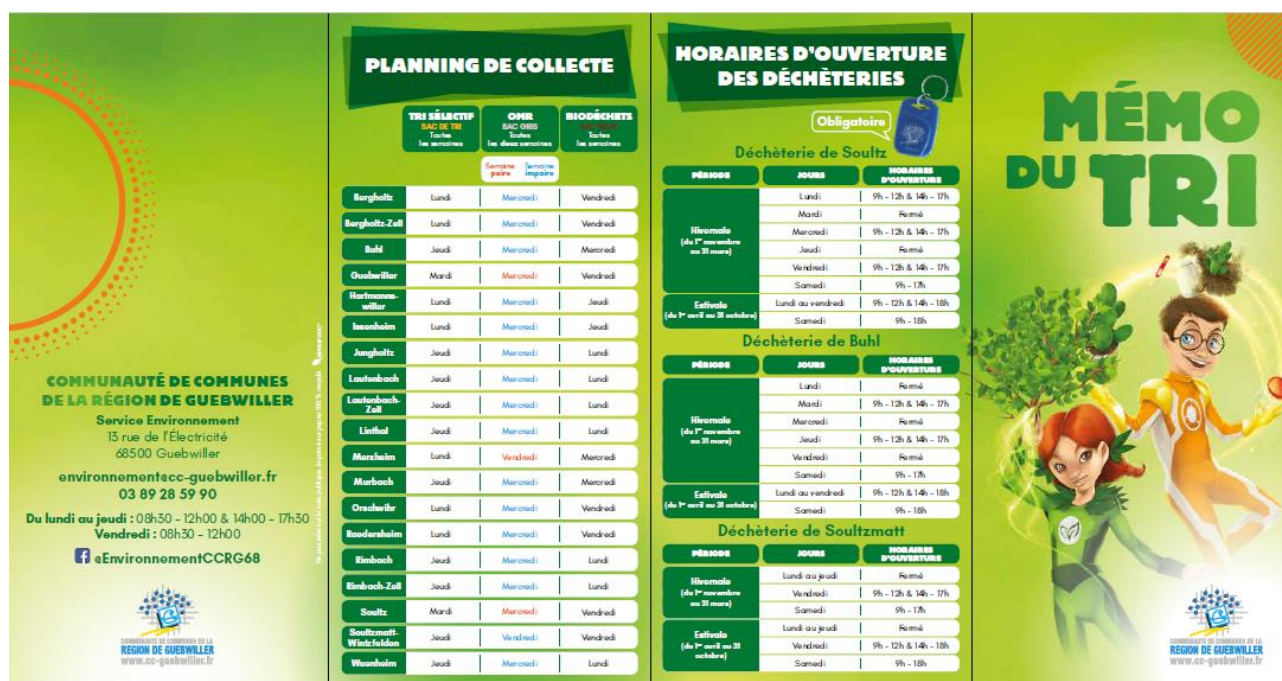 COMMUNAUTÉ DE COMMUNES
DE LA RÉGION DE GUEBWILLER
Service Environnement
13 rue de l'Électricité
68500 Guebwiller
environnement@cc-guebwiller.fr
03 89 28 59 90
Du lundi au jeudi : 08h30 - 12h00 & 14h00 - 17h30
Vendredi : 08h30 - 12h00
@EnvironnementCCRG68
COMMUNAUTÉ DE COMMUNES DE LA
RÉGION DE GUEBWILLER
www.cc-guebwiller.fr
PLANNING DE COLLECTE
TRI SÉLECTIF OMR BIODÉCHETS
SAC DE TRI SAC GRIS
Toutes Toutes Toutes
les semaines les deux semaines les semaines
Semaine Semaine
paire impaire
Bergholtz Lundi Mercredi Vendredi
Bergholtz-Zell Lundi Mercredi Vendredi
Buhl Jeudi Mercredi Mercredi
Guebwiller Mardi Mercredi Vendredi
Hartmanns-
willer Lundi Mercredi Jeudi
Issenheim Lundi Mercredi Jeudi
Jungholtz Jeudi Mercredi Lundi
Lautenbach Jeudi Mercredi Lundi
Lautenbach-
Zell Jeudi Mercredi Lundi
Linthal Jeudi Mercredi Lundi
Merxheim Lundi Vendredi Mercredi
Murbach Jeudi Mercredi Mercredi
Orschwihr Lundi Mercredi Vendredi
Raedersheim Lundi Mercredi Vendredi
Rimbach Jeudi Mercredi Lundi
Rimbach-Zell Jeudi Mercredi Lundi
Soultz Mardi Mercredi Vendredi
Soultzmatt-
Wintzfelden Jeudi Vendredi Vendredi
Wuenheim Jeudi Mercredi Lundi
HORAIRES D'OUVERTURE
DES DÉCHÈTERIES
Obligatoire
Déchèterie de Soultz
PÉRIODE JOURS HORAIRES
D'OUVERTURE
Hivernale
(du 1er novembre
au 31 mars)
Lundi 9h - 12h & 14h - 17h
Mardi Fermé
Mercredi 9h - 12h & 14h - 17h
Jeudi Fermé
Vendredi 9h - 12h & 14h - 17h
Samedi 9h - 17h
Estivale
(du 1er avril au 31 octobre)
Lundi au vendredi 9h - 12h & 14h - 18h
Samedi 9h - 18h
Déchèterie de Buhl
PÉRIODE JOURS HORAIRES
D'OUVERTURE
Hivernale
(du 1er novembre
au 31 mars)
Lundi Fermé
Mardi 9h - 12h & 14h - 17h
Mercredi Fermé
Jeudi 9h - 12h & 14h - 17h
Vendredi Fermé
Samedi 9h - 17h
Estivale
(du 1er avril au 31 octobre)
Lundi au vendredi 9h - 12h & 14h - 18h
Samedi 9h - 18h
Déchèterie de Soultzmatt
PÉRIODE JOURS HORAIRES
D'OUVERTURE
Hivernale
(du 1er novembre
au 31 mars)
Lundi au jeudi Fermé
Vendredi 9h - 12h & 14h - 17h
Samedi 9h - 17h
Estivale
(du 1er avril au 31
octobre)
Lundi au jeudi Fermé
Vendredi 9h - 12h & 14h - 18h
Samedi 9h - 18h
MÉMO
DU TRI
COMMUNAUTÉ DE COMMUNES DE LA
RÉGION DE GUEBWILLER
www.cc-guebwiller.fr